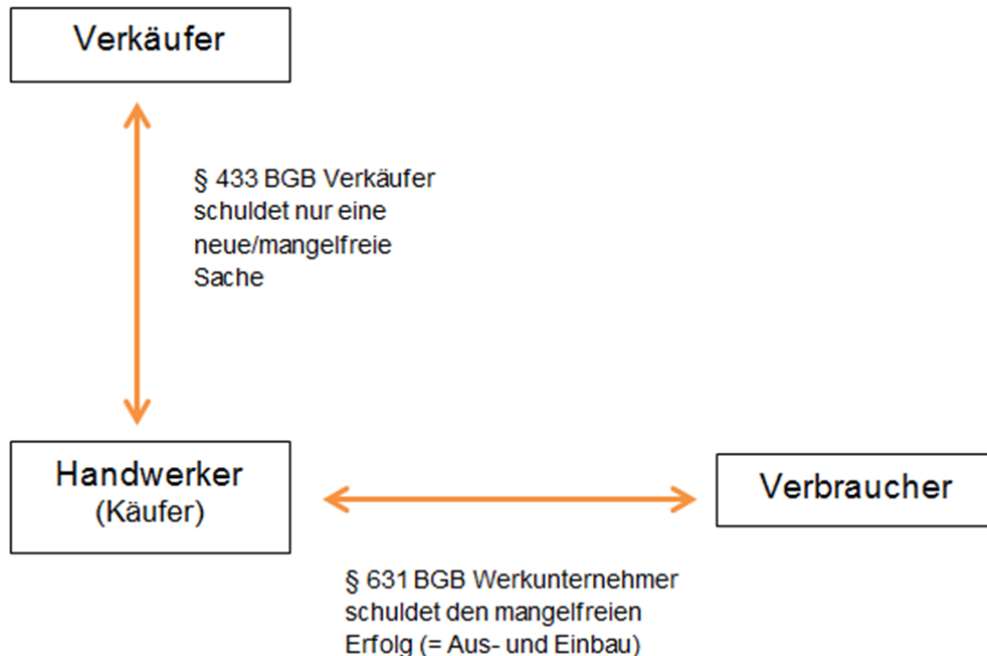 Verkäufer
§ 433 BGB Verkäufer
schuldet nur eine
neue/mangelfreie
Sache
Handwerker
(Käufer)
Verbraucher
§ 631 BGB Werkunternehmer
schuldet den mangelfreien
Erfolg (= Aus- und Einbau)